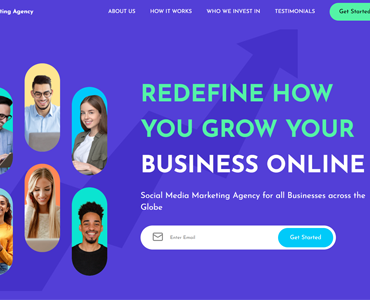 ting Agency
ABOUT US
HOW IT WORKS
WHO WE INVEST IN
TESTIMONIALS
Get Started
REDEFINE HOW
YOU GROW YOUR
BUSINESS ONLINE
Social Media Marketing Agency for all Businesses across the
Globe
Enter Email
Get Started